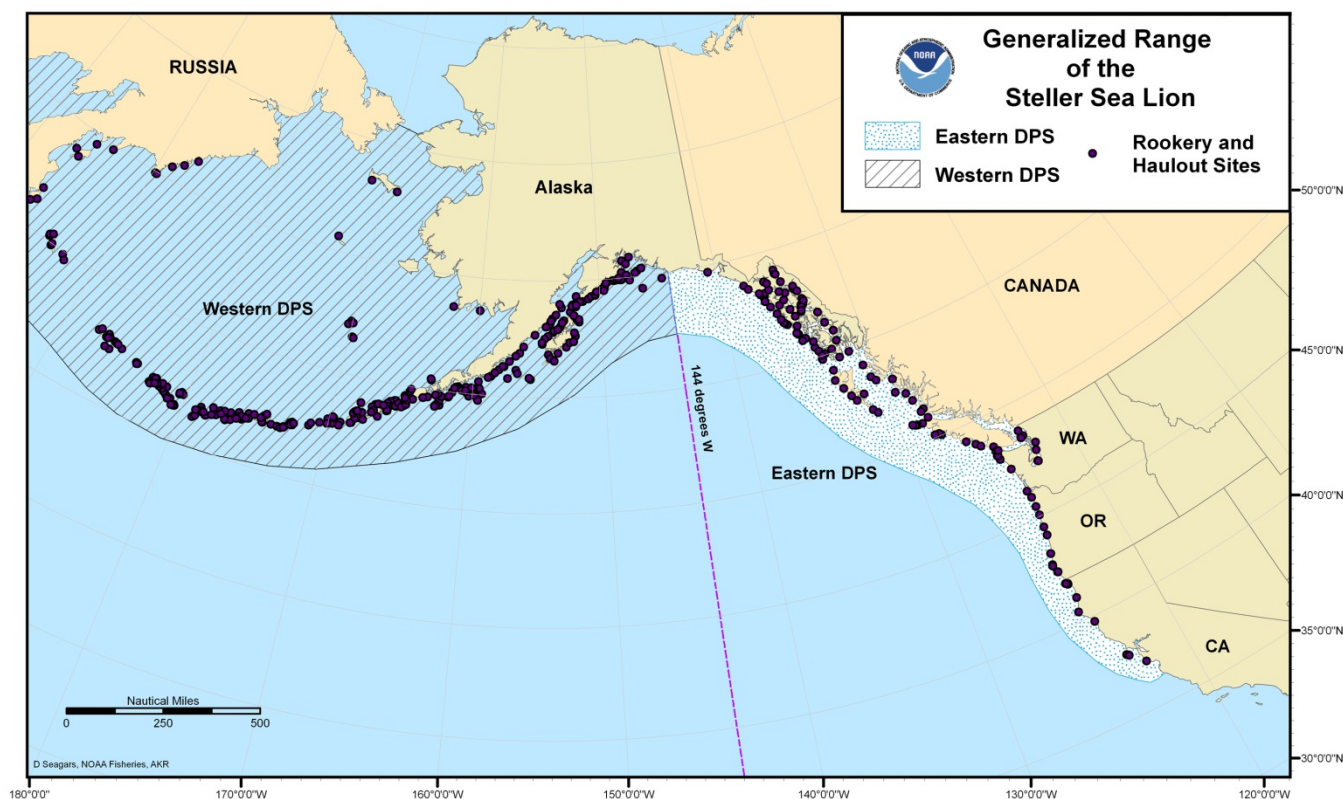 Generalized Range
of the
Steller Sea Lion
NOAA
Eastern DPS
Western DPS
Rookery and
Haulout Sites
RUSSIA
Alaska
CANADA
Western DPS
144 degrees W
Eastern DPS
WA
OR
CA
Nautical Miles
0 250 500
D Seagars, NOAA Fisheries, AKR
50°0'0"N
45°0'0"N
40°0'0"N
35°0'0"N
30°0'0"N
180°0'0"
170°0'0"W
160°0'0"W
150°0'0"W
140°0'0"W
130°0'0"W
120°0'0"W